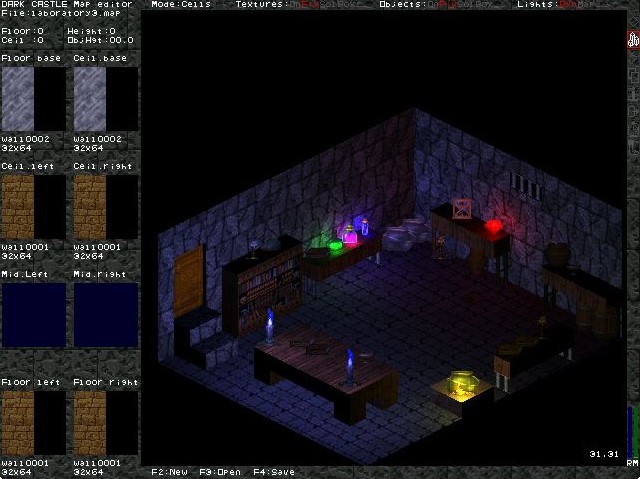 DARK CASTLE Map editor
File:laboratory3.map
Mode:Cells Textures: Objects: Lights:
Floor:0 Height:0
Ceil :0 ObjHgt:00.0
Floor base Ceil.base
wall0002 wall0002
32x64 32x64
Ceil.left Ceil.right
wall0001 wall0001
32x64 32x64
Mid.Left Mid.right
Floor left Floor right
wall0001 wall0001
32x64 32x64
31.31
RM
F2:New F3:Open F4:Save